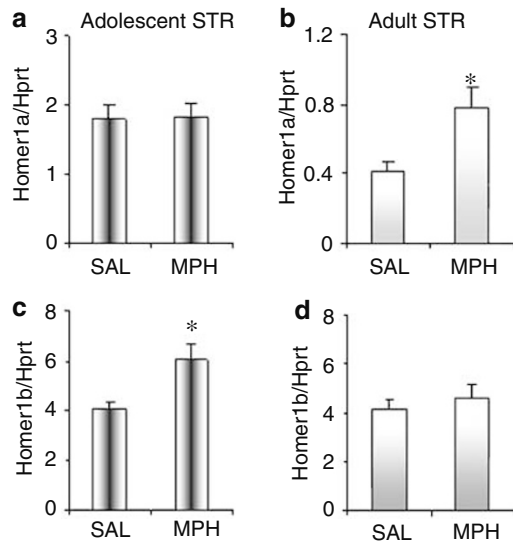 a Adolescent STR
Homer1a/Hprt
3
2
1
0
SAL MPH
b Adult STR
Homer1a/Hprt
1.2
0.8
0.4
0
*
SAL MPH
c
Homer1b/Hprt
8
6
4
2
0
*
SAL MPH
d
Homer1b/Hprt
8
6
4
2
0
SAL MPH